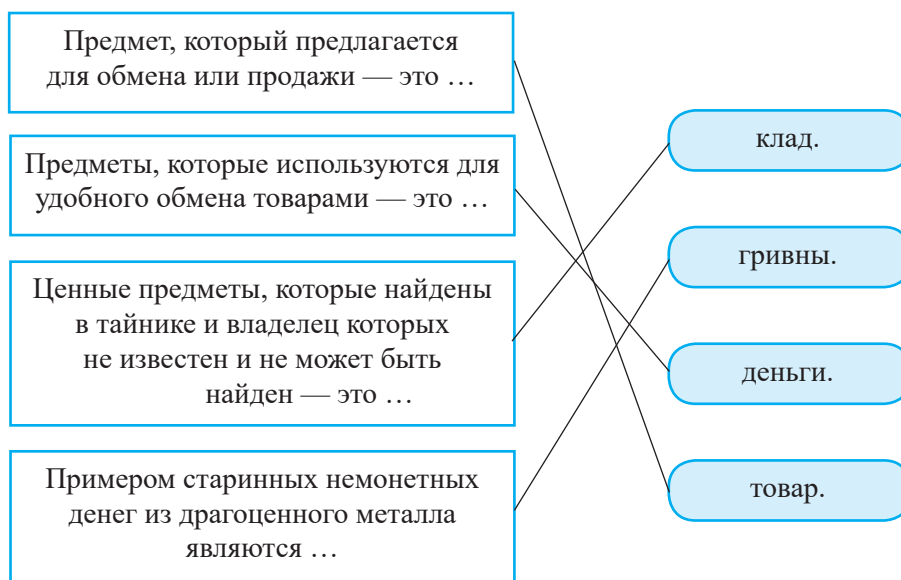 Предмет, который предлагается
для обмена или продажи — это …
Предметы, которые используются для
удобного обмена товарами — это …
Ценные предметы, которые найдены
в тайнике и владелец которых
не известен и не может быть
найден — это …
Примером старинных немонетных
денег из драгоценного металла
являются …
клад.
гривны.
деньги.
товар.